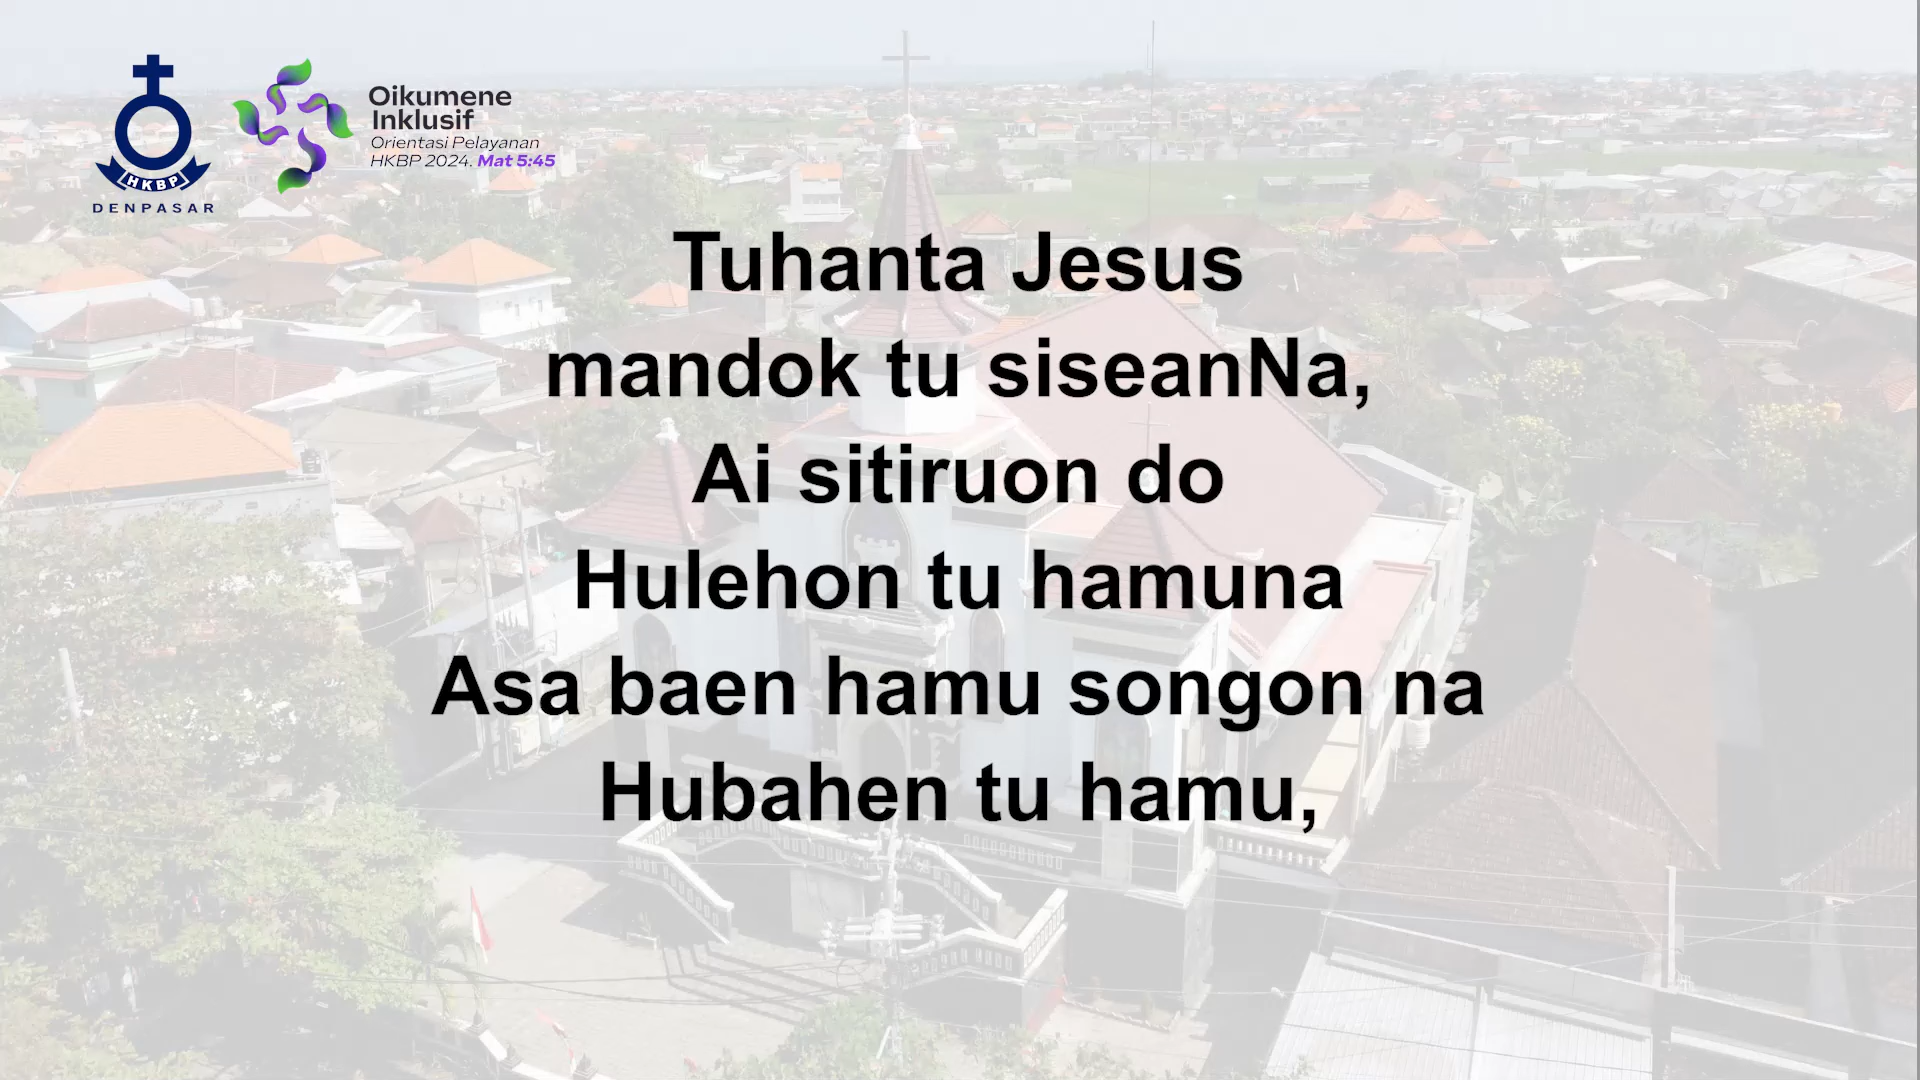 HKBP
DENPASAR
Oikumene
Inklusif
Orientasi Pelayanan
HKBP 2024. Mat 5:45
Tuhanta Jesus
mandok tu siseanNa,
Ai sitiruon do
Hulehon tu hamuna
Asa baen hamu songon na
Hubahen tu hamu,